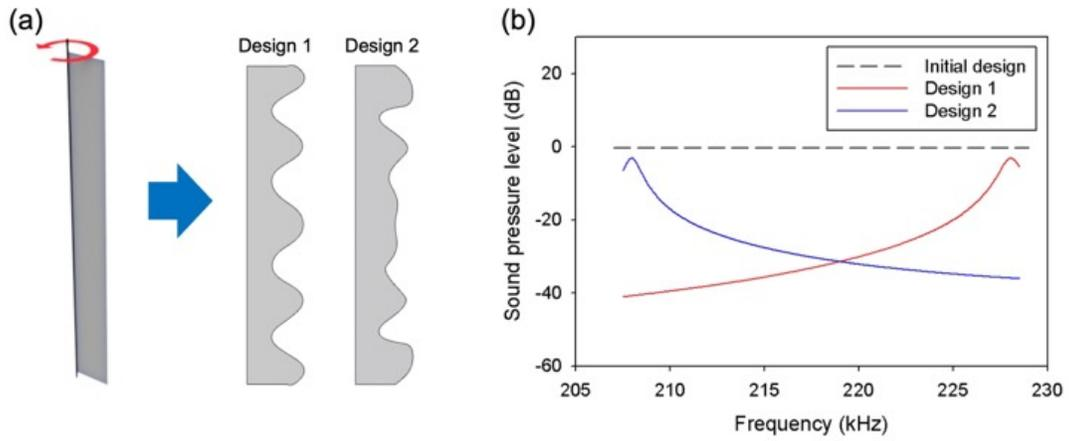 (a)
Design 1
Design 2
(b)
Sound pressure level (dB)
20
0
-20
-40
-60
205
210
215
220
225
230
Frequency (kHz)
Initial design
Design 1
Design 2